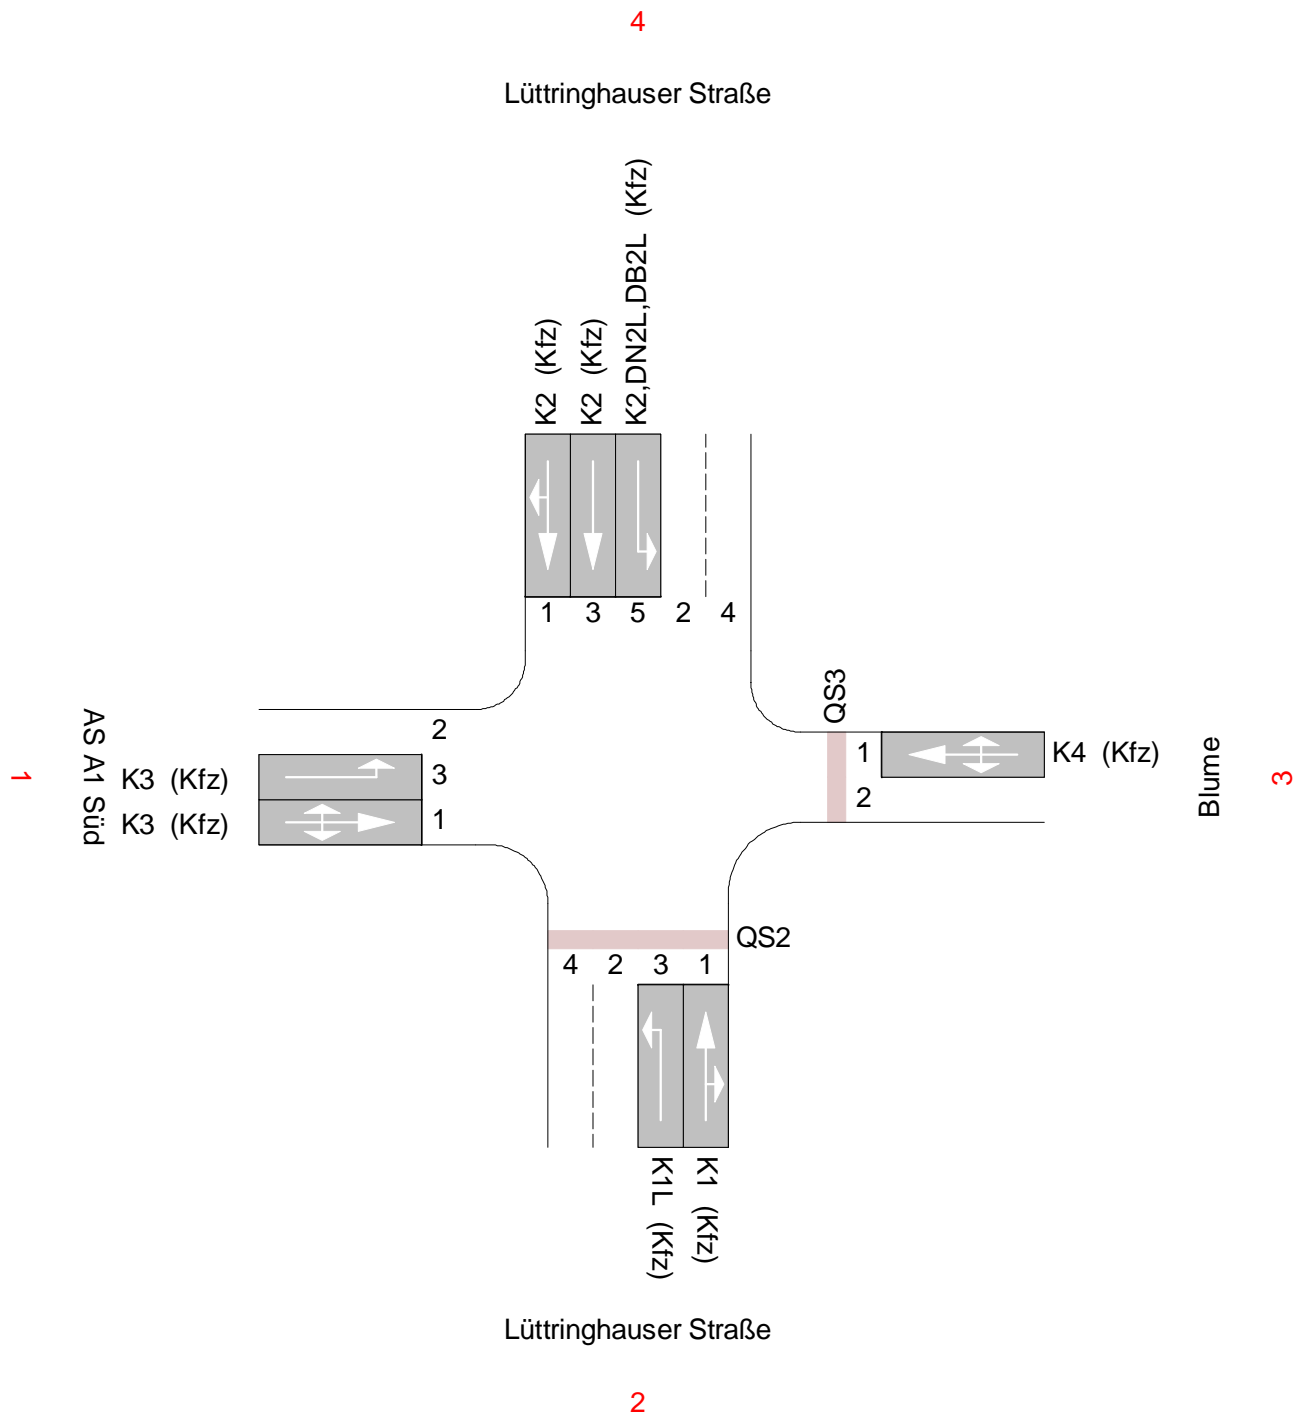 4
Lüttringhauser Straße
K2 (Kfz)
K2 (Kfz)
K2,DN2L,DB2L (Kfz)
1 3 5 2 4
AS A1 Süd
1
K3 (Kfz)
K3 (Kfz)
2
3
1
QS3
1
2
K4 (Kfz)
Blume
3
QS2
4 2 3 1
K1L (Kfz)
K1 (Kfz)
Lüttringhauser Straße
2